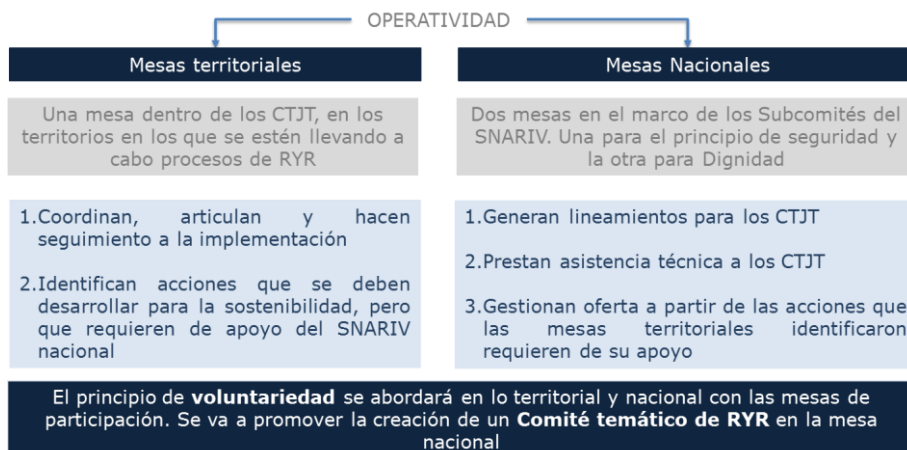 OPERATIVIDAD
Mesas territoriales
Una mesa dentro de los CTJT, en los
territorios en los que se estén llevando a
cabo procesos de RYR
1.Coordinan, articulan y hacen
seguimiento a la implementación
2.Identifican acciones que se deben
desarrollar para la sostenibilidad, pero
que requieren de apoyo del SNARIV
nacional
Mesas Nacionales
Dos mesas en el marco de los Subcomités del
SNARIV. Una para el principio de seguridad y
la otra para Dignidad
1.Generan lineamientos para los CTJT
2.Prestan asistencia técnica a los CTJT
3.Gestionan oferta a partir de las acciones que
las mesas territoriales identificaron
requieren de su apoyo
El principio de voluntariedad se abordará en lo territorial y nacional con las mesas de
participación. Se va a promover la creación de un Comité temático de RYR en la mesa
nacional